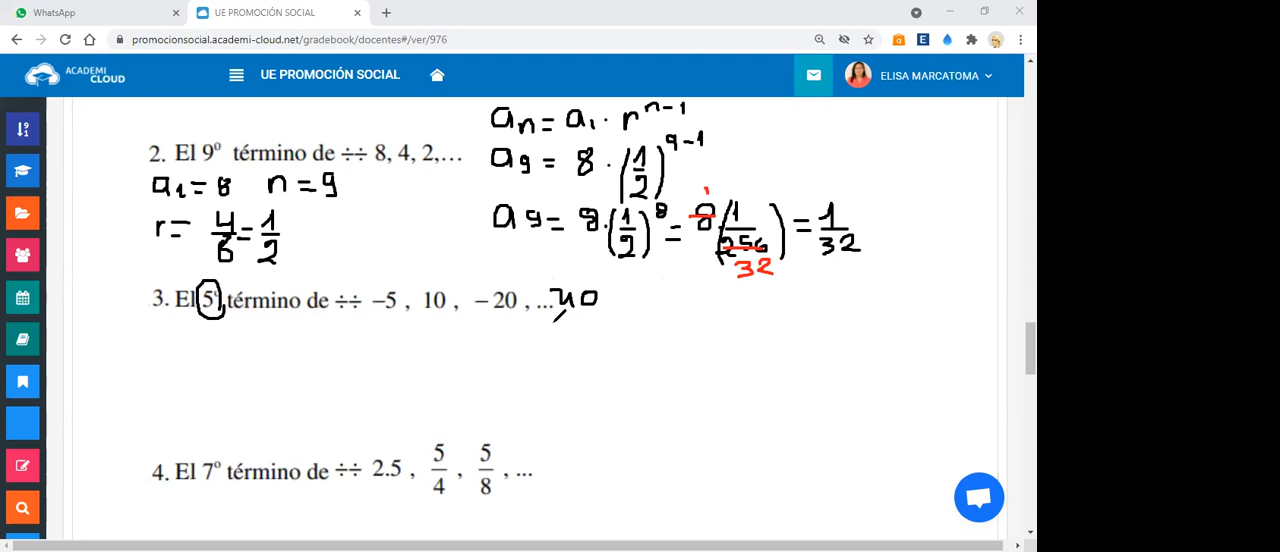 WhatsApp
UE PROMOCIÓN SOCIAL
promocionsocial.academi-cloud.net/gradebook/docentes#/ver/976
ACADEMI CLOUD
UE PROMOCIÓN SOCIAL
ELISA MARCATOMA
aₙ = a₁ · r^(n-1)
2. El 9º término de ÷÷ 8, 4, 2,...
a₉ = 8 · (1/2)^(9-1)
a₁ = 8 n = 9
r = 4/8 = 1/2
a₉ = 8 · (1/2)^8 = 8 (1/256) = 1/32
1
32
3. El 5º término de ÷÷ −5 , 10 , −20 , ... 40
4. El 7º término de ÷÷ 2.5 , 5/4 , 5/8 , ...